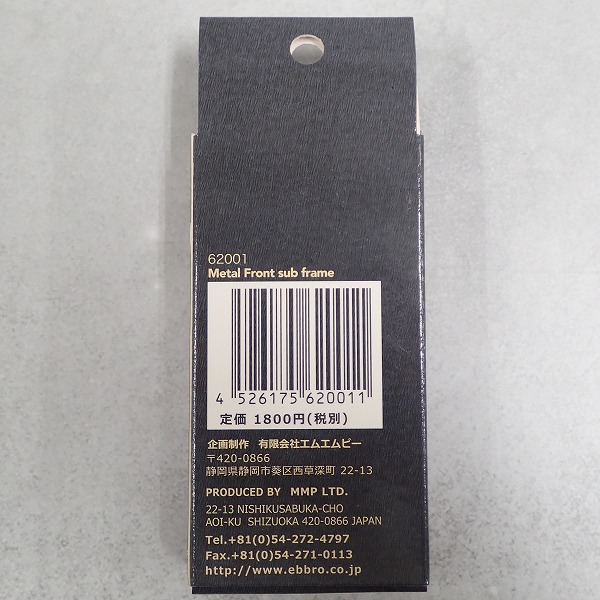 62001
Metal Front sub frame
4 526175 620011
定価 1800円(税別)
企画制作 有限会社エムエムピー
〒420-0866
静岡県静岡市葵区西草深町 22-13
PRODUCED BY MMP LTD.
22-13 NISHIKUSABUKA-CHO
AOI-KU SHIZUOKA 420-0866 JAPAN
Tel.+81(0)54-272-4797
Fax.+81(0)54-271-0113
http://www.ebbro.co.jp